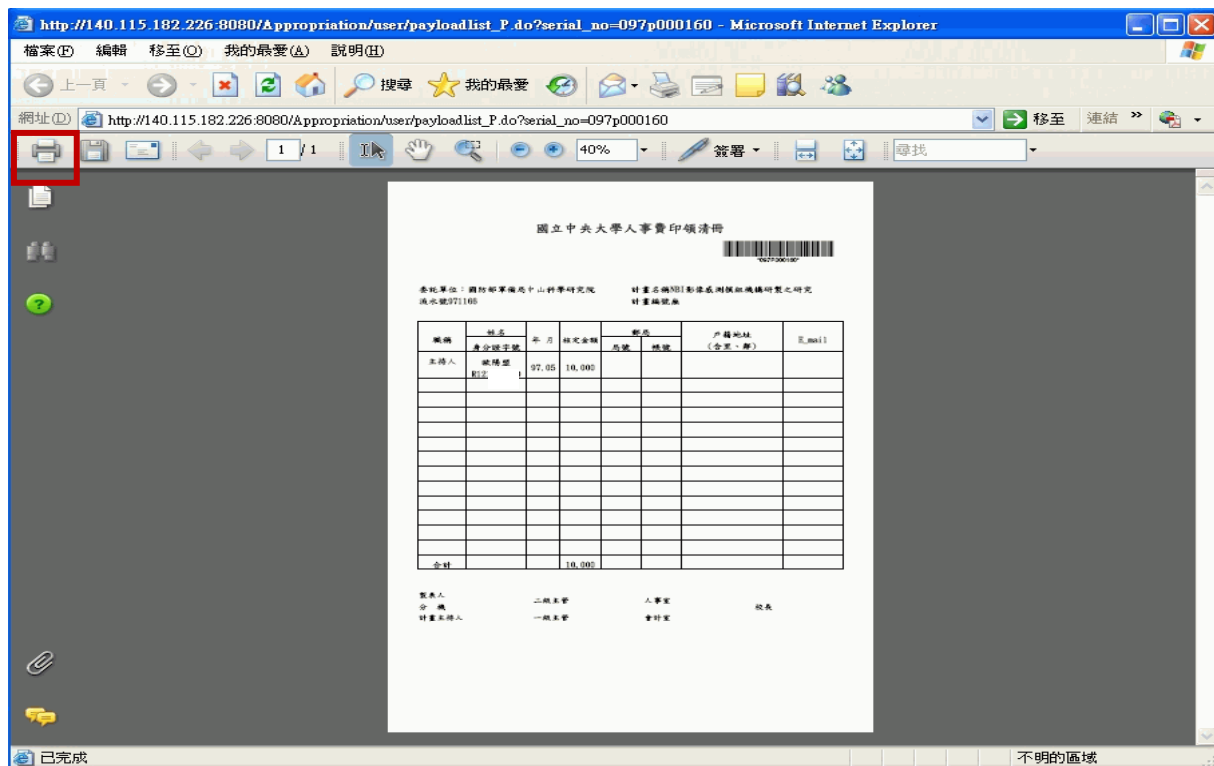 http://140.115.182.226:8080/Appropriation/user/payloadlist_P.do?serial_no=097p000160 - Microsoft Internet Explorer
檔案(F) 編輯 移至(O) 我的最愛(A) 說明(H)
上一頁 搜尋 我的最愛
網址(D) http://140.115.182.226:8080/Appropriation/user/payloadlist_P.do?serial_no=097p000160 移至 連結 »
1 / 1 40% 簽署 尋找
國立中央大學人事費印領清冊
*097P000160*
委託單位：國防部軍備局中山科學研究院 計畫名稱NBI影像感測模組機構研製之研究
流水號971166 計畫編號無
職稱 姓名 年 月 核定金額 郵局 戶籍地址 E_mail
身分證字號 局號 帳號 (含里、鄰)
主持人 97.05 10,000
R12
合計 10,000
製表人 二級主管 人事室 校長
分 機
計畫主持人 一級主管 會計室
已完成 不明的區域